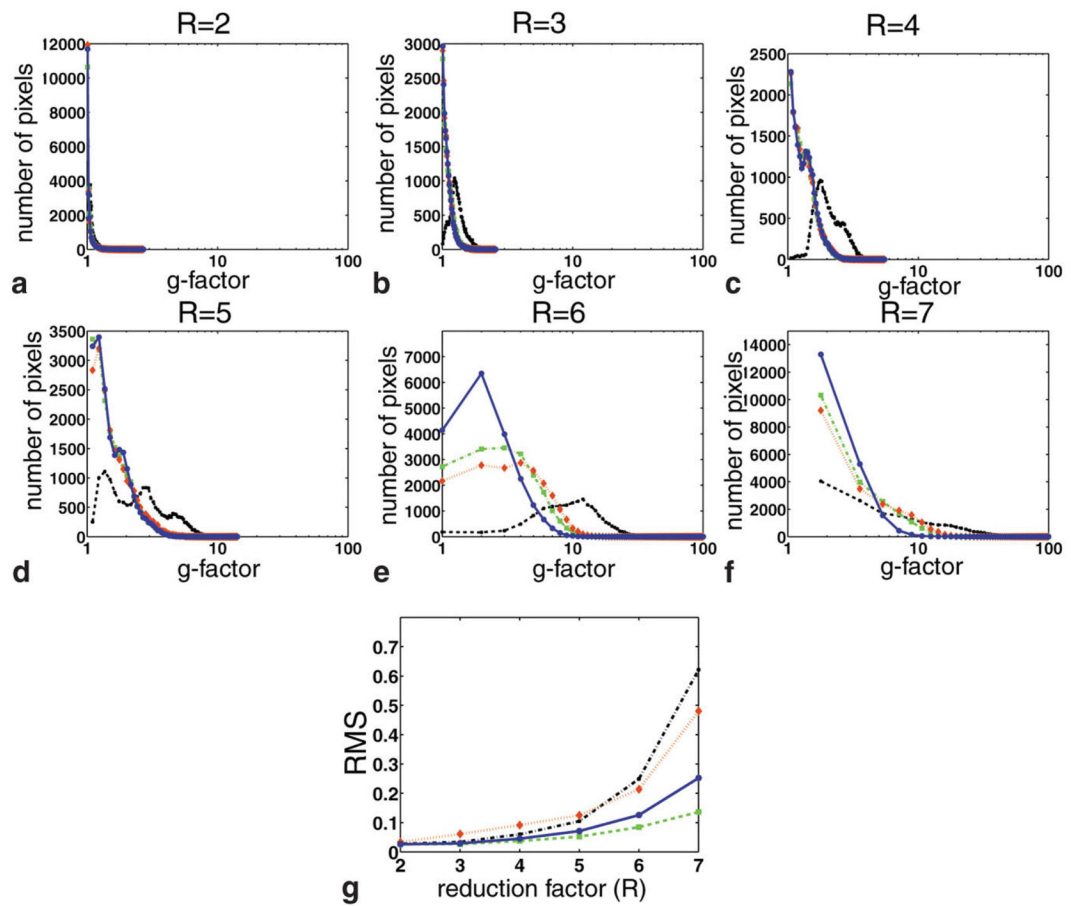 R=2
12000
10000
8000
6000
4000
2000
0
number of pixels
1
10
100
g-factor
a
R=3
3000
2500
2000
1500
1000
500
0
number of pixels
1
10
100
g-factor
b
R=4
2500
2000
1500
1000
500
0
number of pixels
1
10
100
g-factor
c
R=5
3500
3000
2500
2000
1500
1000
500
0
number of pixels
1
10
100
g-factor
d
R=6
7000
6000
5000
4000
3000
2000
1000
0
number of pixels
1
10
100
g-factor
e
R=7
14000
12000
10000
8000
6000
4000
2000
0
number of pixels
1
10
100
g-factor
f
0.7
0.6
0.5
0.4
0.3
0.2
0.1
0
RMS
2
3
4
5
6
7
reduction factor (R)
g